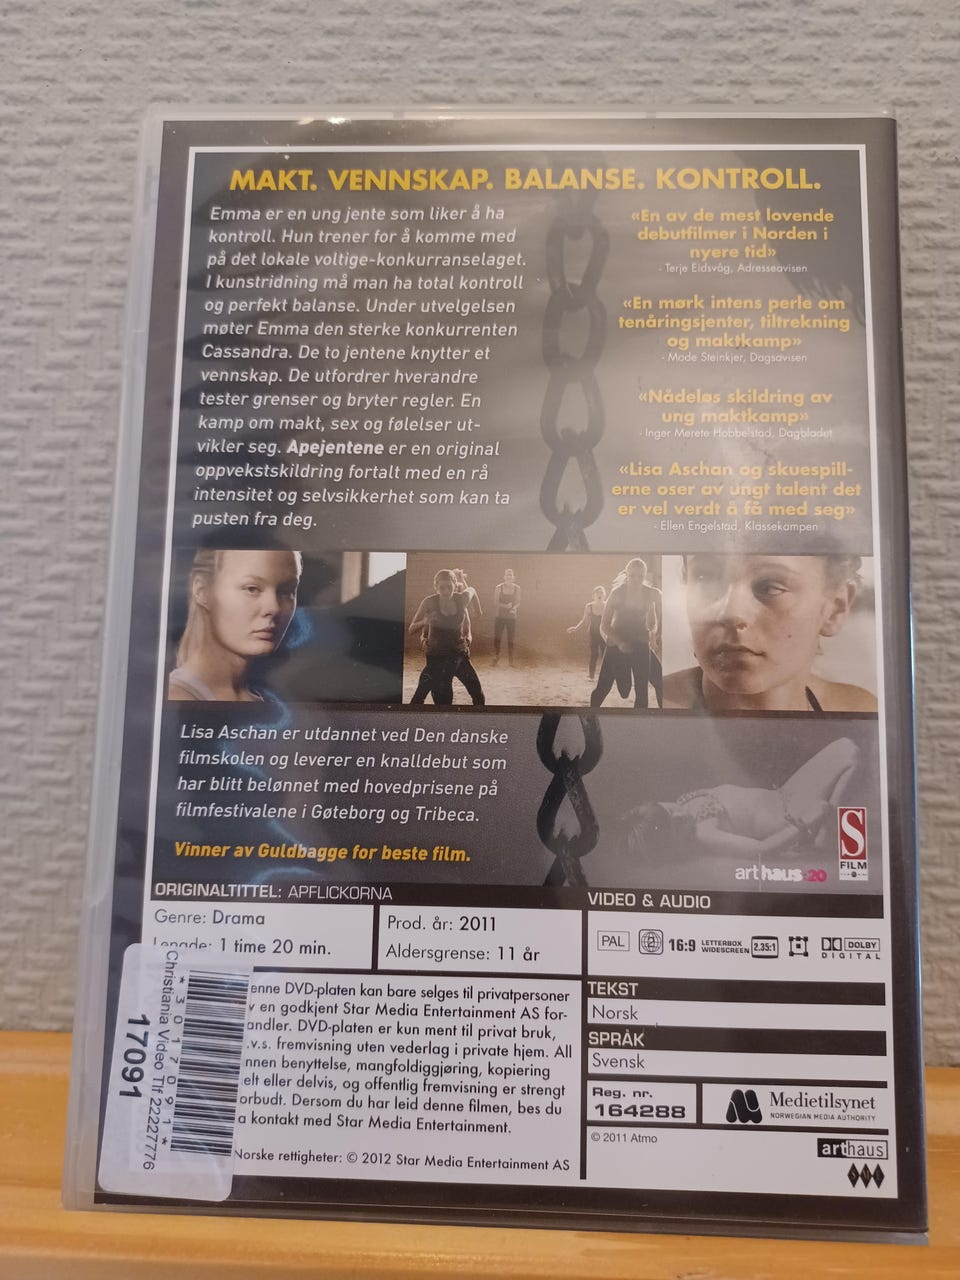 MAKT. VENNSKAP. BALANSE. KONTROLL.
Emma er en ung jente som liker å ha
kontroll. Hun trener for å komme med
på det lokale voltige-konkurranselaget.
I kunstridning må man ha total kontroll
og perfekt balanse. Under utvelgelsen
møter Emma den sterke konkurrenten
Cassandra. De to jentene knytter et
vennskap. De utfordrer hverandre
tester grenser og bryter regler. En
kamp om makt, sex og følelser ut-
vikler seg. Apejentene er en original
oppvekstskildring fortalt med en rå
intensitet og selvsikkerhet som kan ta
pusten fra deg.
«En av de mest lovende
debutfilmer i Norden i
nyere tid»
- Terje Eidsvåg, Adresseavisen
«En mørk intens perle om
tenåringsjenter, tiltrekning
og maktkamp»
- Mode Steinkjer, Dagsavisen
«Nådeløs skildring av
ung maktkamp»
- Inger Merete Hobbelstad, Dagbladet
«Lisa Aschan og skuespill-
erne oser av ungt talent det
er vel verdt å få med seg»
- Ellen Engelstad, Klassekampen
Lisa Aschan er utdannet ved Den danske
filmskolen og leverer en knalldebut som
har blitt belønnet med hovedprisene på
filmfestivalene i Gøteborg og Tribeca.
Vinner av Guldbagge for beste film.
arthaus 20
S
FILM
ORIGINALTITTEL: APFLICKORNA
Genre: Drama
Lengde: 1 time 20 min.
Prod. år: 2011
Aldersgrense: 11 år
VIDEO & AUDIO
PAL 2 16:9 LETTERBOX WIDESCREEN 2.35:1 DOLBY DIGITAL
TEKST
Norsk
SPRÅK
Svensk
Reg. nr.
164288
Medietilsynet
NORWEGIAN MEDIA AUTHORITY
© 2011 Atmo
arthaus
enne DVD-platen kan bare selges til privatpersoner
v en godkjent Star Media Entertainment AS for-
andler. DVD-platen er kun ment til privat bruk,
.v.s. fremvisning uten vederlag i private hjem. All
nnen benyttelse, mangfoldiggjøring, kopiering
elt eller delvis, og offentlig fremvisning er strengt
orbudt. Dersom du har leid denne filmen, bes du
a kontakt med Star Media Entertainment.
Norske rettigheter: © 2012 Star Media Entertainment AS
Christiania Video Tlf 22227776
* 3 0 1 7 0 9 1 *
17091